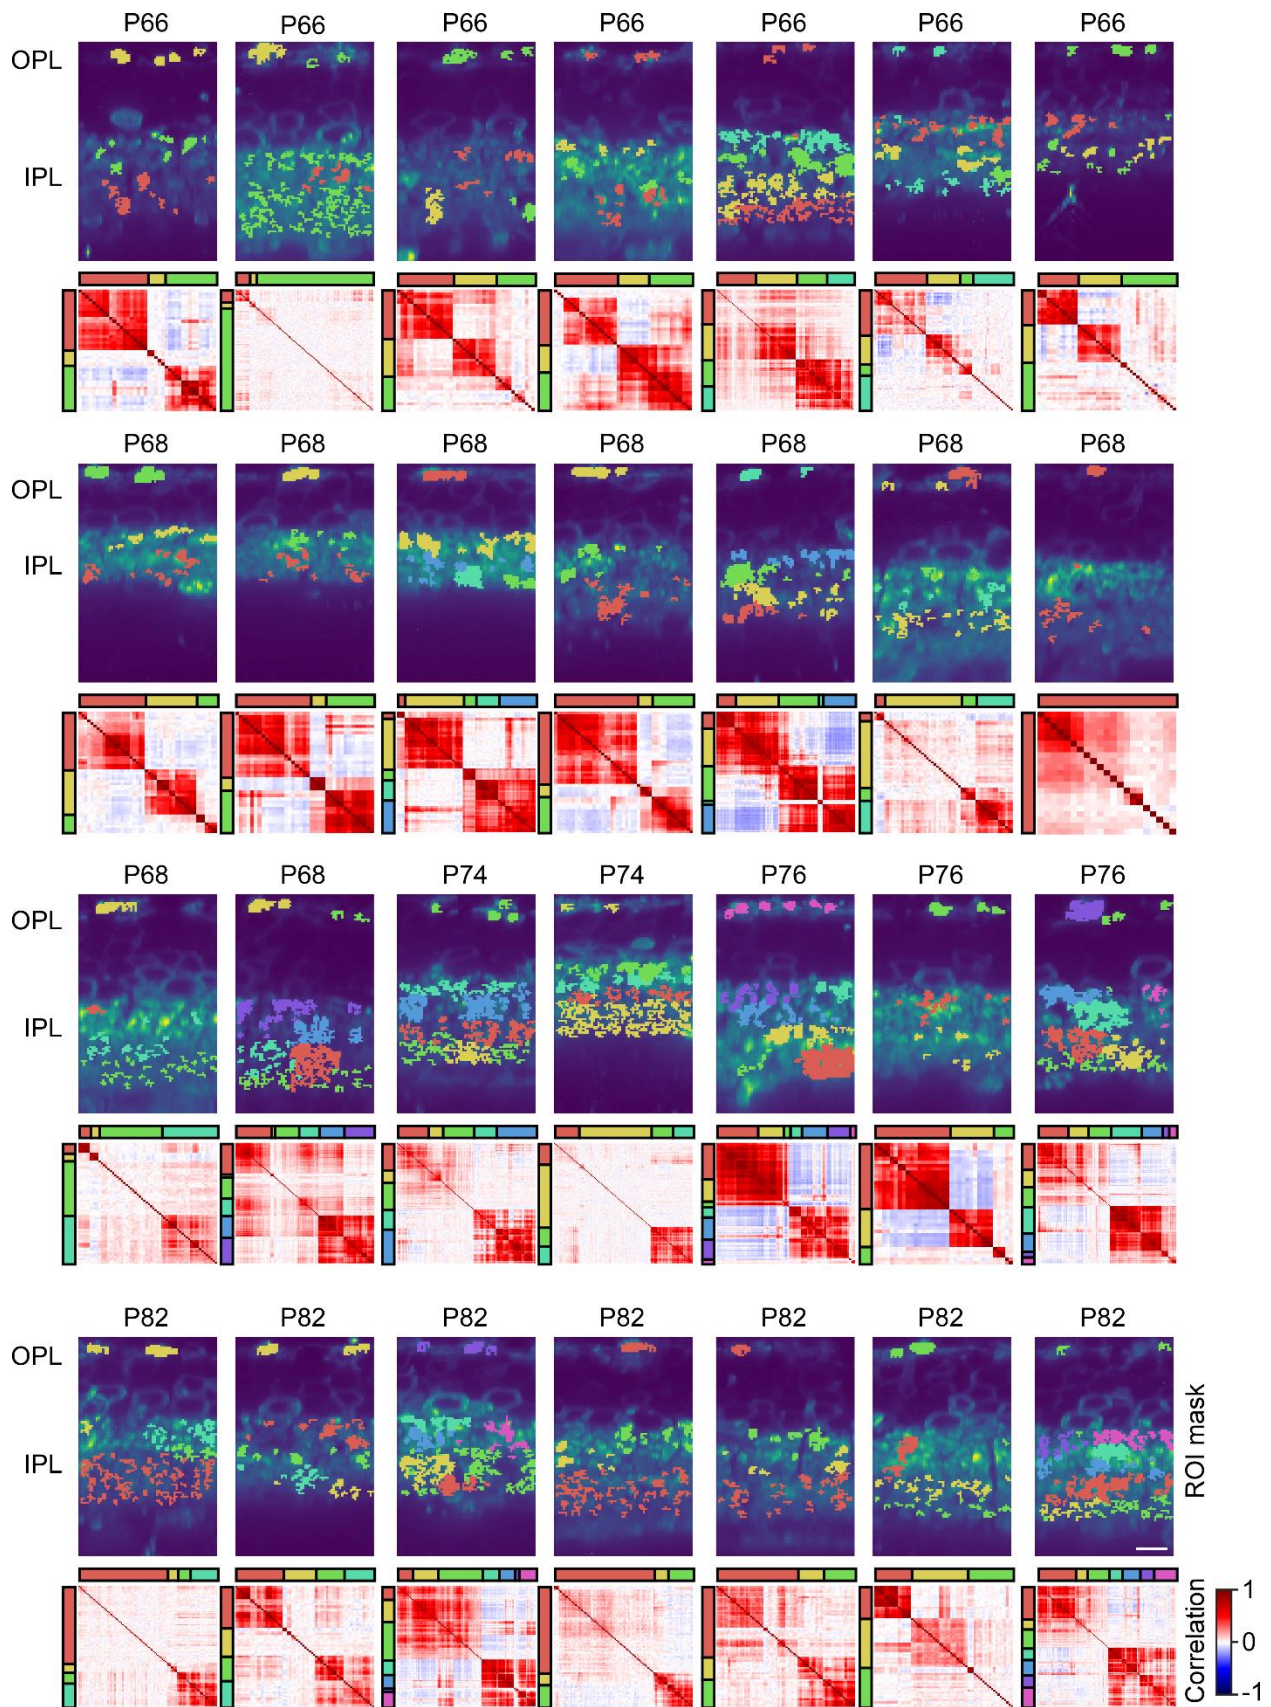 P66 P66 P66 P66 P66 P66 P66
OPL
IPL
P68 P68 P68 P68 P68 P68 P68
OPL
IPL
P68 P68 P74 P74 P76 P76 P76
OPL
IPL
P82 P82 P82 P82 P82 P82 P82
OPL
IPL
ROI mask
Correlation
1
0
-1